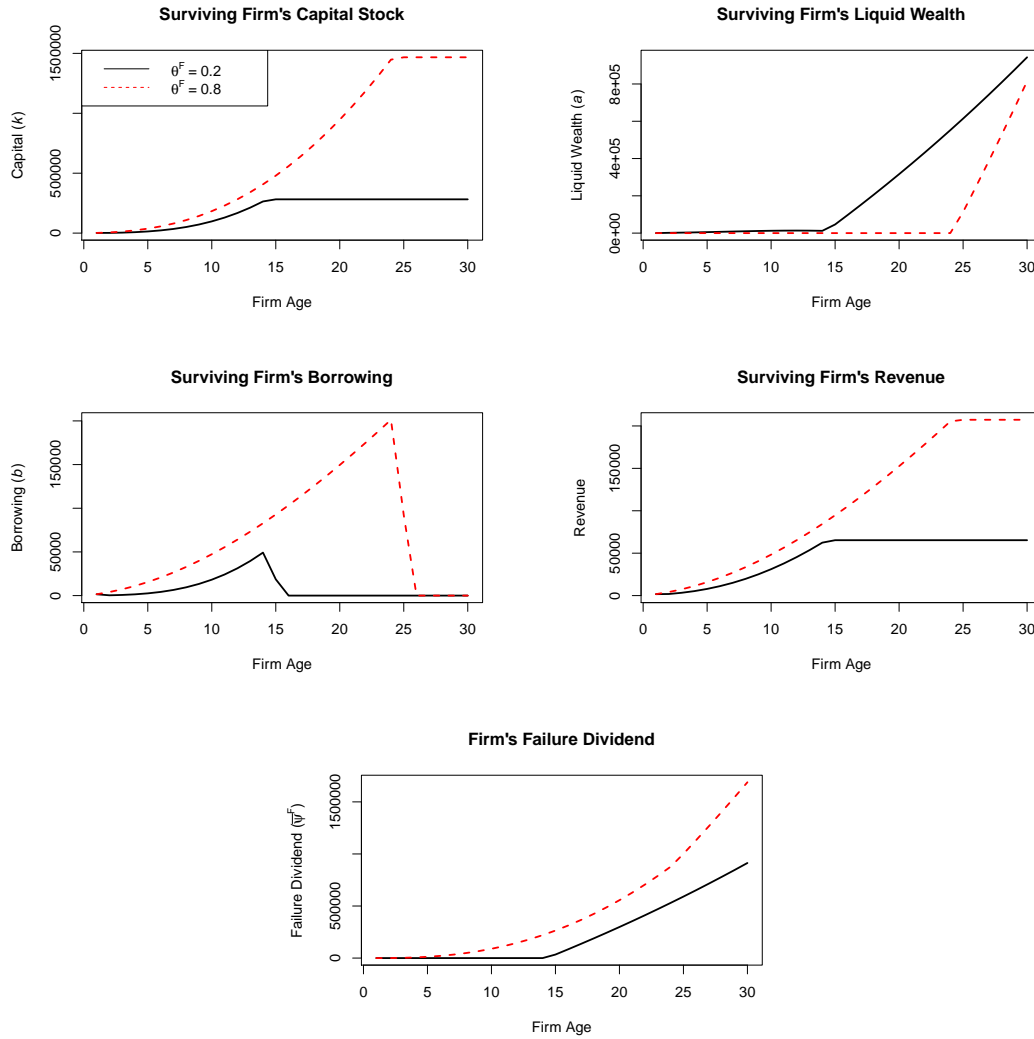 Surviving Firm's Capital Stock
Capital (k)
0
500000
1500000
θ^F = 0.2
θ^F = 0.8
0 5 10 15 20 25 30
Firm Age
Surviving Firm's Liquid Wealth
Liquid Wealth (a)
0e+00
4e+05
8e+05
0 5 10 15 20 25 30
Firm Age
Surviving Firm's Borrowing
Borrowing (b)
0
50000
150000
0 5 10 15 20 25 30
Firm Age
Surviving Firm's Revenue
Revenue
0
50000
150000
0 5 10 15 20 25 30
Firm Age
Firm's Failure Dividend
Failure Dividend (ψ̅^F)
0
500000
1500000
0 5 10 15 20 25 30
Firm Age